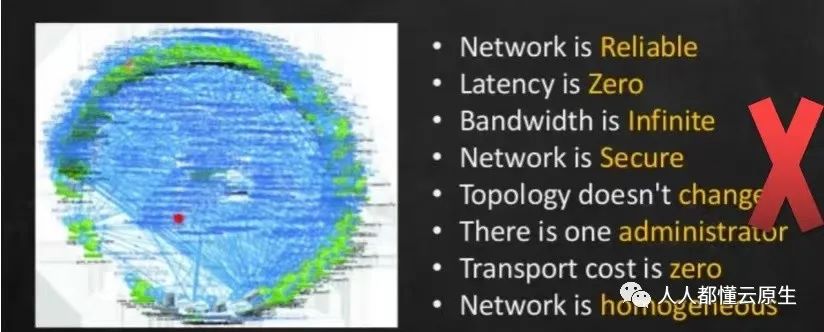 • Network is Reliable
• Latency is Zero
• Bandwidth is Infinite
• Network is Secure
• Topology doesn't change
• There is one administrator
• Transport cost is zero
• Network is homogeneous
人人都懂云原生